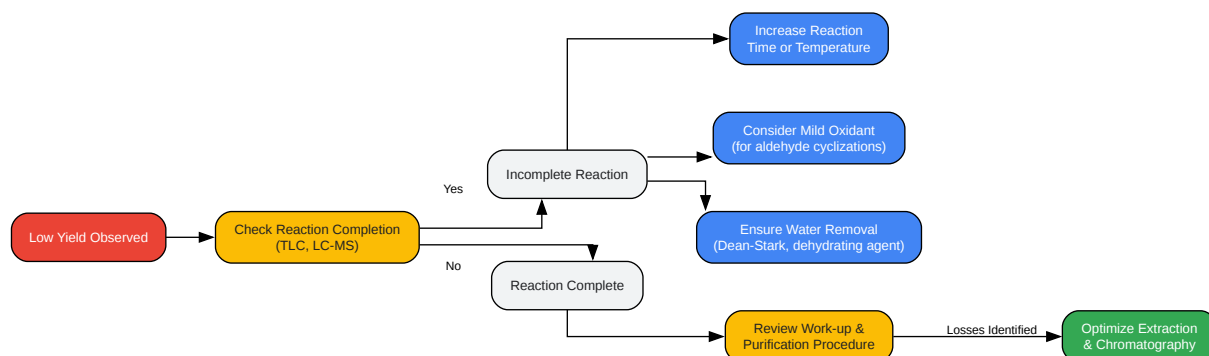 Increase Reaction
Time or Temperature
Consider Mild Oxidant
(for aldehyde cyclizations)
Incomplete Reaction
Yes
Low Yield Observed
Check Reaction Completion
(TLC, LC-MS)
Ensure Water Removal
(Dean-Stark, dehydrating agent)
No
Reaction Complete
Review Work-up &
Purification Procedure
Losses Identified
Optimize Extraction
& Chromatography